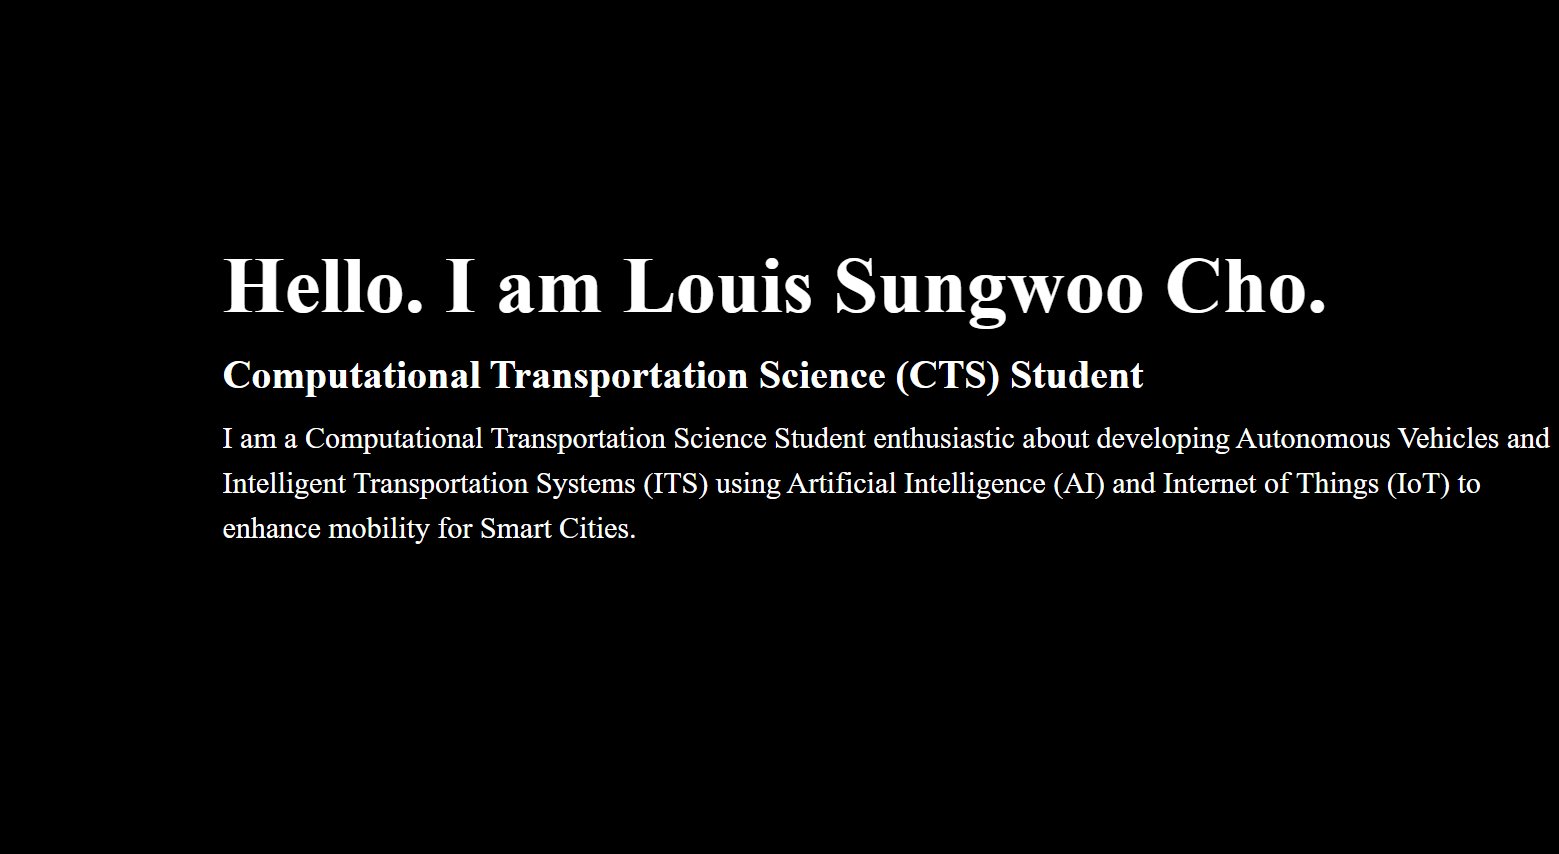 Hello. I am Louis Sungwoo Cho.
Computational Transportation Science (CTS) Student
I am a Computational Transportation Science Student enthusiastic about developing Autonomous Vehicles and
Intelligent Transportation Systems (ITS) using Artificial Intelligence (AI) and Internet of Things (IoT) to
enhance mobility for Smart Cities.